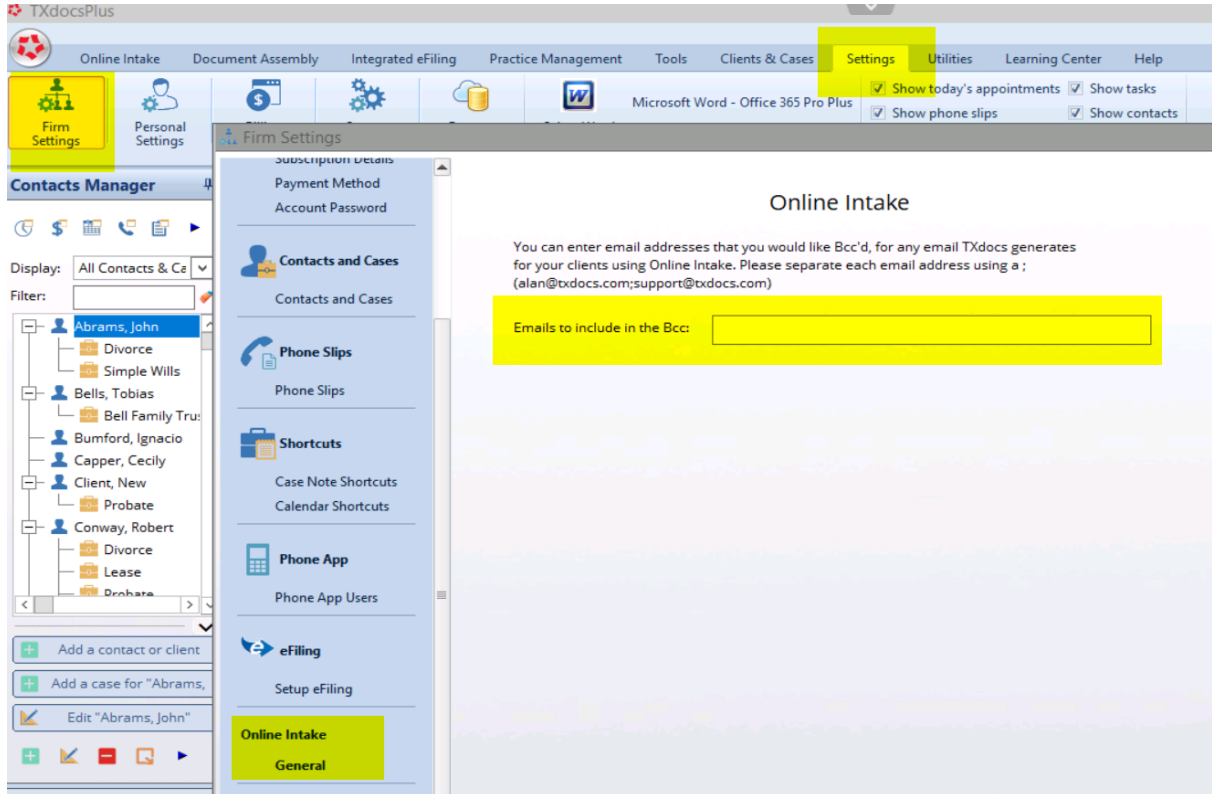 TXdocsPlus
Online Intake Document Assembly Integrated eFiling Practice Management Tools Clients & Cases Settings Utilities Learning Center Help
Firm
Settings
Personal
Settings
Microsoft Word - Office 365 Pro Plus
Show today's appointments
Show tasks
Show phone slips
Show contacts
Contacts Manager
Display: All Contacts & Ca
Filter:
Abrams, John
Divorce
Simple Wills
Bells, Tobias
Bell Family Tru
Bumford, Ignacio
Capper, Cecily
Client, New
Probate
Conway, Robert
Divorce
Lease
Probate
Add a contact or client
Add a case for "Abrams,
Edit "Abrams, John"
Firm Settings
Subscription Details
Payment Method
Account Password
Contacts and Cases
Contacts and Cases
Phone Slips
Phone Slips
Shortcuts
Case Note Shortcuts
Calendar Shortcuts
Phone App
Phone App Users
eFiling
Setup eFiling
Online Intake
General
Online Intake
You can enter email addresses that you would like Bcc'd, for any email TXdocs generates
for your clients using Online Intake. Please separate each email address using a ;
(alan@txdocs.com;support@txdocs.com)
Emails to include in the Bcc: